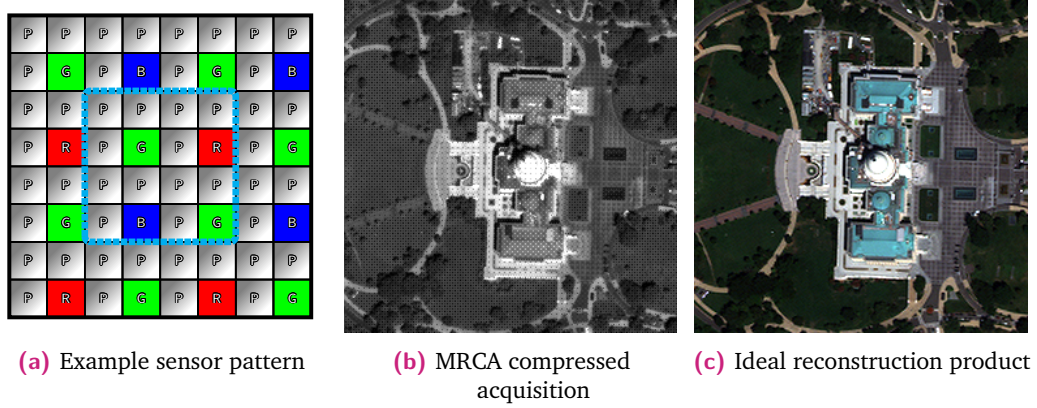 P P P P P P P P
P G P B P G P B
P P P P P P P P
P R P G P R P G
P P P P P P P P
P G P B P G P B
P P P P P P P P
P R P G P R P G
(a) Example sensor pattern
(b) MRCA compressed
acquisition
(c) Ideal reconstruction product